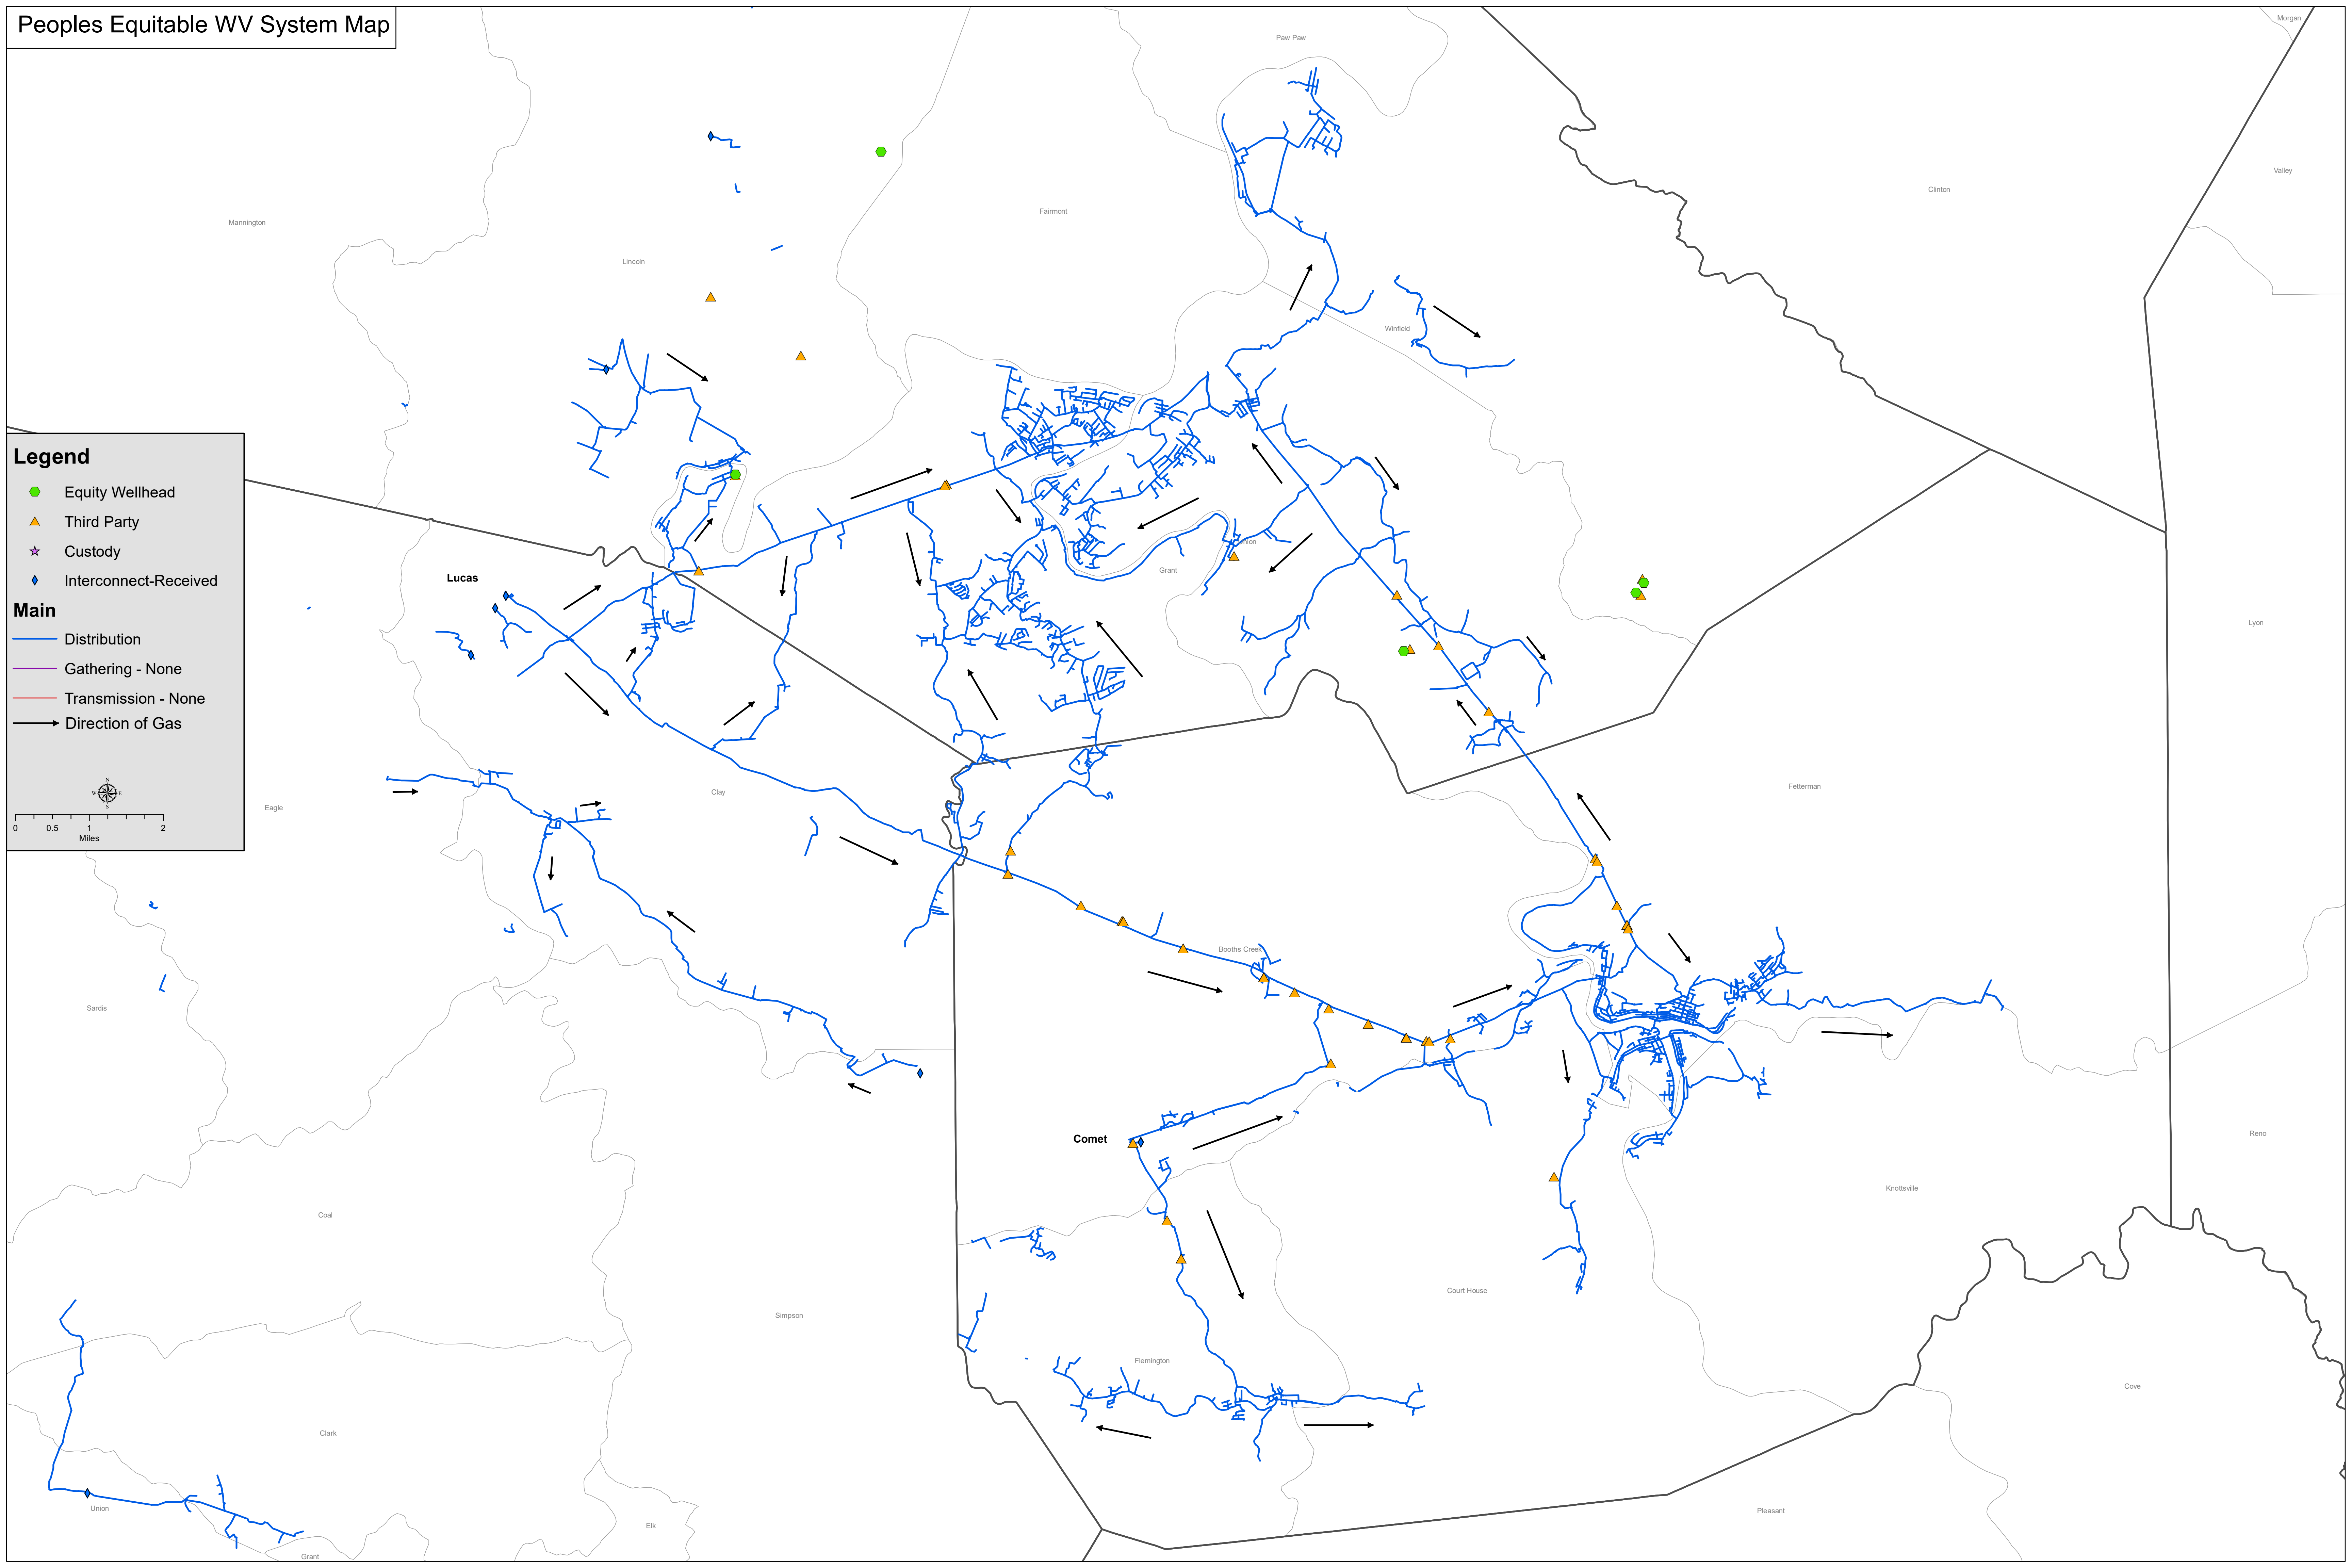 Peoples Equitable WV System Map
Morgan
Paw Paw
Valley
Clinton
Fairmont
Mannington
Lincoln
Winfield
Legend
Equity Wellhead
Third Party
Custody
Interconnect-Received
Main
Distribution
Gathering - None
Transmission - None
Direction of Gas
N
W
E
S
0
0.5
1
2
Miles
Union
Grant
Lucas
Lyon
Fetterman
Clay
Eagle
Booths Creek
Sardis
Comet
Reno
Knottsville
Coal
Court House
Simpson
Flemington
Cove
Clark
Union
Pleasant
Elk
Grant